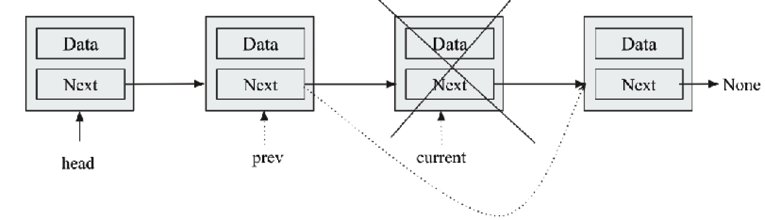 Data
Data
Data
Data
Next
Next
Next
Next
None
head
prev
current